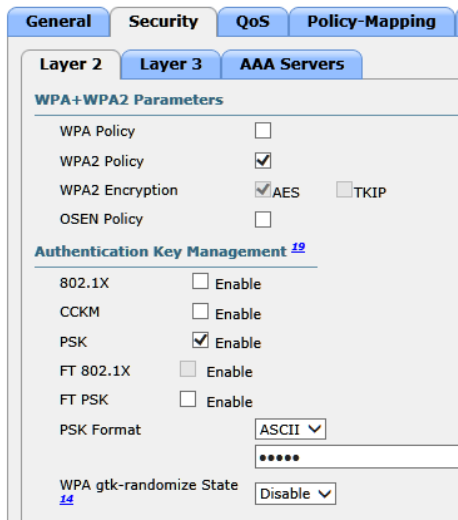 General Security QoS Policy-Mapping
Layer 2 Layer 3 AAA Servers
WPA+WPA2 Parameters
WPA Policy
WPA2 Policy
WPA2 Encryption AES TKIP
OSEN Policy
Authentication Key Management 19
802.1X Enable
CCKM Enable
PSK Enable
FT 802.1X Enable
FT PSK Enable
PSK Format ASCII
•••••
WPA gtk-randomize State
14 Disable